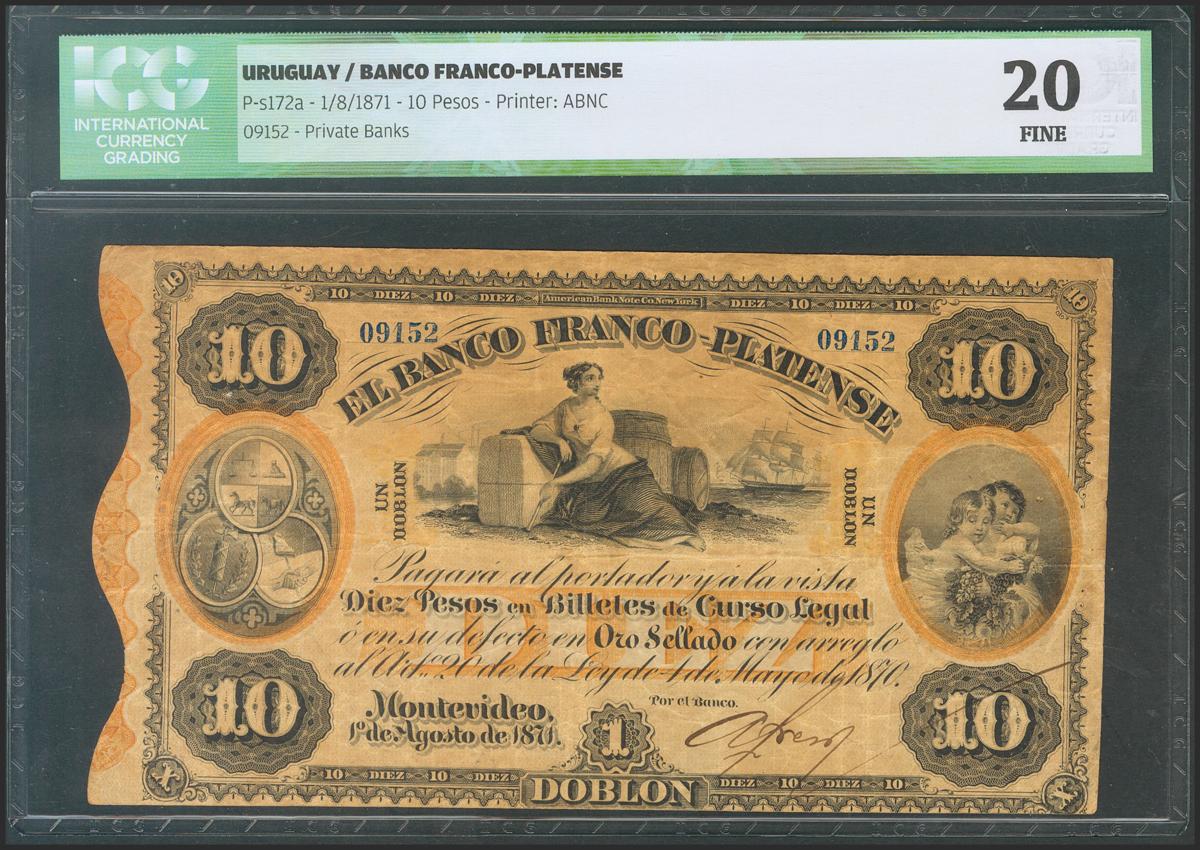 ICG
INTERNATIONAL
CURRENCY
GRADING
URUGUAY / BANCO FRANCO-PLATENSE
P-s172a - 1/8/1871 - 10 Pesos - Printer: ABNC
09152 - Private Banks
20
FINE
10 10
10 DIEZ 10 DIEZ American Bank Note Co. New York DIEZ 10 DIEZ 10
10 09152 09152 10
EL BANCO FRANCO-PLATENSE
UN DOBLON
UN DOBLON
Pagará al portador y á la vista
Diez Pesos en Billetes de Curso Legal
ó en su defecto en Oro Sellado con arreglo
al Art. 20 de la Ley de 4 de Mayo de 1870.
DIEZ
10 10
Montevideo,
1º de Agosto de 1871.
Por el Banco.
1
X X
10 DIEZ 10 DIEZ DOBLON DIEZ 10 DIEZ 10